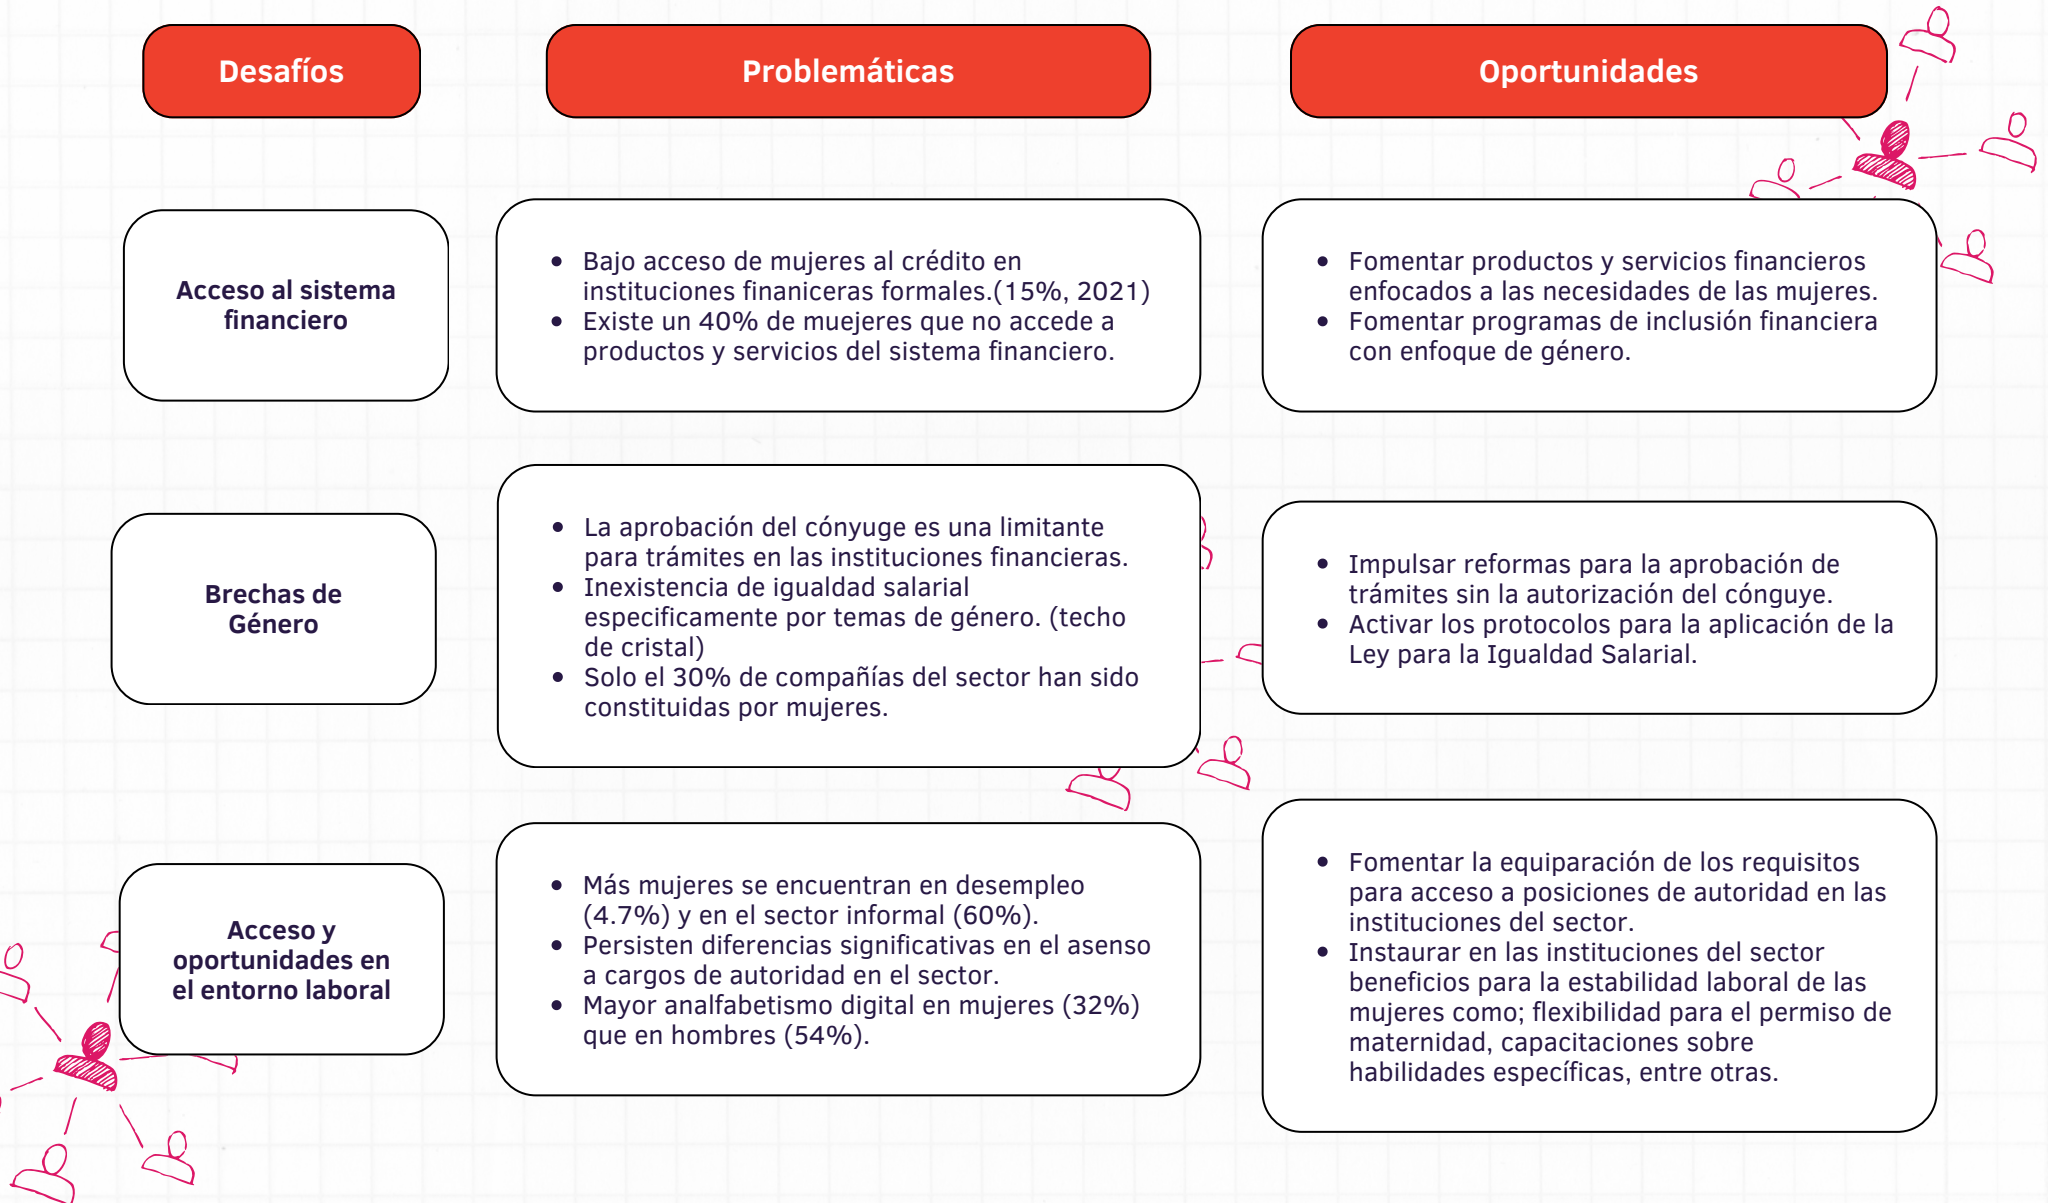 Desafíos
Problemáticas
Oportunidades
Acceso al sistema
financiero
• Bajo acceso de mujeres al crédito en
instituciones finaniceras formales.(15%, 2021)
• Existe un 40% de muejeres que no accede a
productos y servicios del sistema financiero.
• Fomentar productos y servicios financieros
enfocados a las necesidades de las mujeres.
• Fomentar programas de inclusión financiera
con enfoque de género.
Brechas de
Género
• La aprobación del cónyuge es una limitante
para trámites en las instituciones financieras.
• Inexistencia de igualdad salarial
especificamente por temas de género. (techo
de cristal)
• Solo el 30% de compañías del sector han sido
constituidas por mujeres.
• Impulsar reformas para la aprobación de
trámites sin la autorización del cónguye.
• Activar los protocolos para la aplicación de la
Ley para la Igualdad Salarial.
Acceso y
oportunidades en
el entorno laboral
• Más mujeres se encuentran en desempleo
(4.7%) y en el sector informal (60%).
• Persisten diferencias significativas en el asenso
a cargos de autoridad en el sector.
• Mayor analfabetismo digital en mujeres (32%)
que en hombres (54%).
• Fomentar la equiparación de los requisitos
para acceso a posiciones de autoridad en las
instituciones del sector.
• Instaurar en las instituciones del sector
beneficios para la estabilidad laboral de las
mujeres como; flexibilidad para el permiso de
maternidad, capacitaciones sobre
habilidades específicas, entre otras.